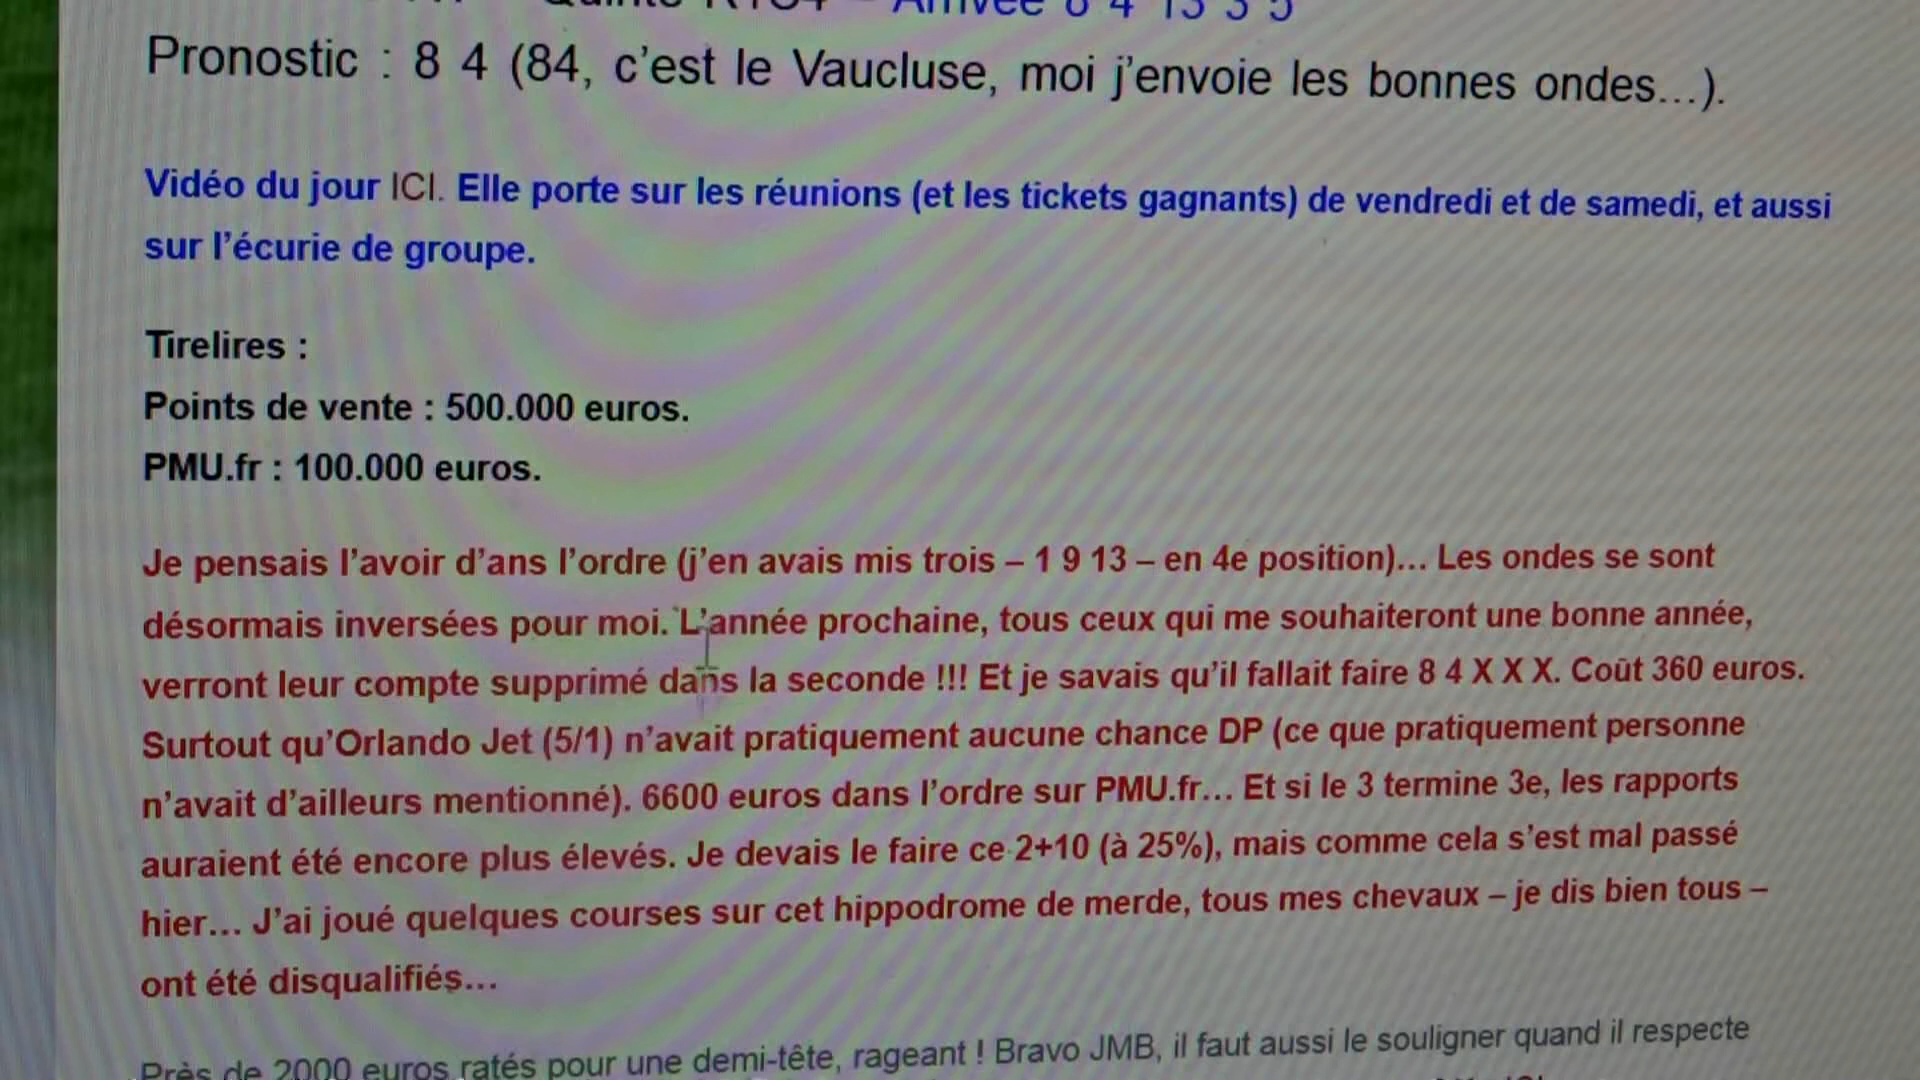 Arrivée 8 4 13 3 5
Pronostic : 8 4 (84, c'est le Vaucluse, moi j'envoie les bonnes ondes...).
Vidéo du jour ICI. Elle porte sur les réunions (et les tickets gagnants) de vendredi et de samedi, et aussi
sur l'écurie de groupe.
Tirelires :
Points de vente : 500.000 euros.
PMU.fr : 100.000 euros.
Je pensais l'avoir d'ans l'ordre (j'en avais mis trois – 1 9 13 – en 4e position)... Les ondes se sont
désormais inversées pour moi. L'année prochaine, tous ceux qui me souhaiteront une bonne année,
verront leur compte supprimé dans la seconde !!! Et je savais qu'il fallait faire 8 4 X X X. Coût 360 euros.
Surtout qu'Orlando Jet (5/1) n'avait pratiquement aucune chance DP (ce que pratiquement personne
n'avait d'ailleurs mentionné). 6600 euros dans l'ordre sur PMU.fr... Et si le 3 termine 3e, les rapports
auraient été encore plus élevés. Je devais le faire ce 2+10 (à 25%), mais comme cela s'est mal passé
hier... J'ai joué quelques courses sur cet hippodrome de merde, tous mes chevaux – je dis bien tous –
ont été disqualifiés...
Près de 2000 euros ratés pour une demi-tête, rageant ! Bravo JMB, il faut aussi le souligner quand il respecte